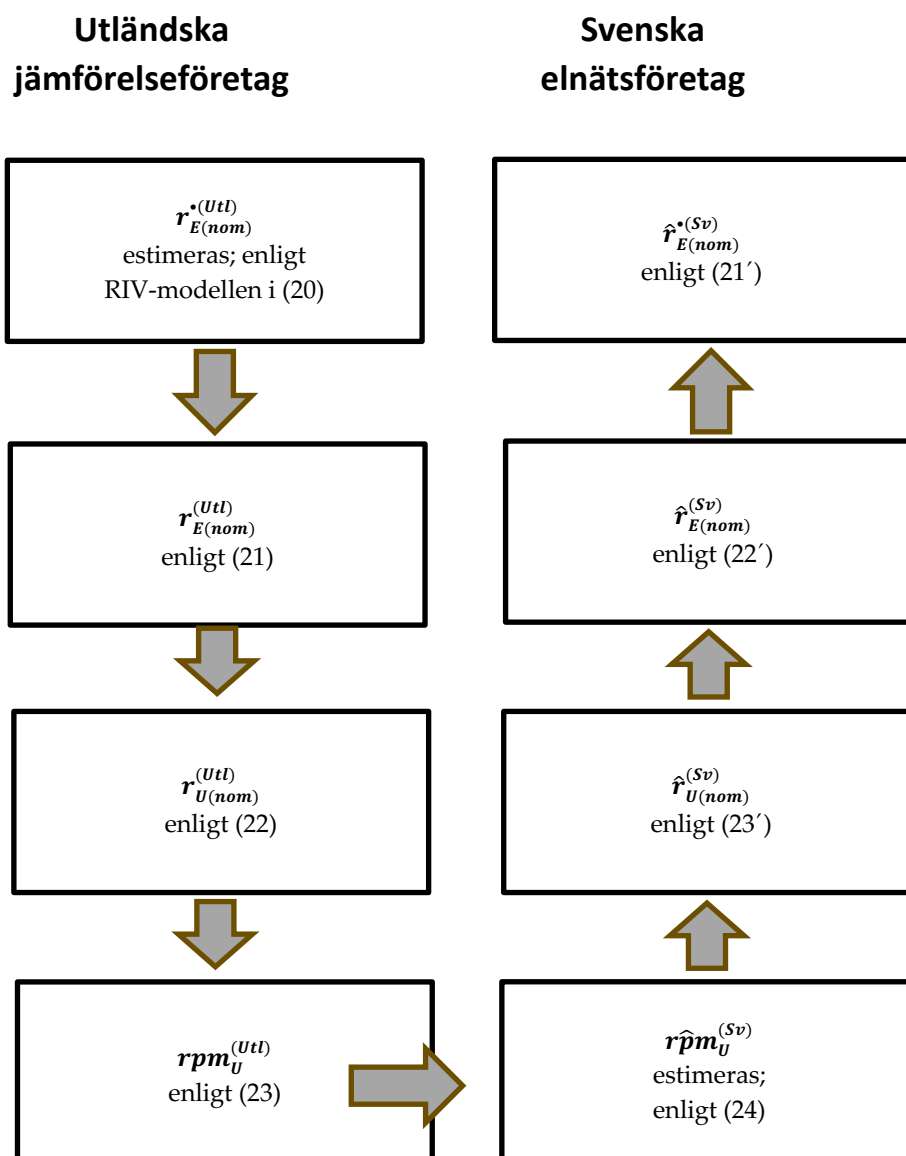 Utländska
jämförelseföretag
r^{•(Utl)}_{E(nom)}
estimeras; enligt
RIV-modellen i (20)
r^{(Utl)}_{E(nom)}
enligt (21)
r^{(Utl)}_{U(nom)}
enligt (22)
rpm^{(Utl)}_{U}
enligt (23)
Svenska
elnätsföretag
r̂^{•(Sv)}_{E(nom)}
enligt (21´)
r̂^{(Sv)}_{E(nom)}
enligt (22´)
r̂^{(Sv)}_{U(nom)}
enligt (23´)
rp̂m^{(Sv)}_{U}
estimeras;
enligt (24)